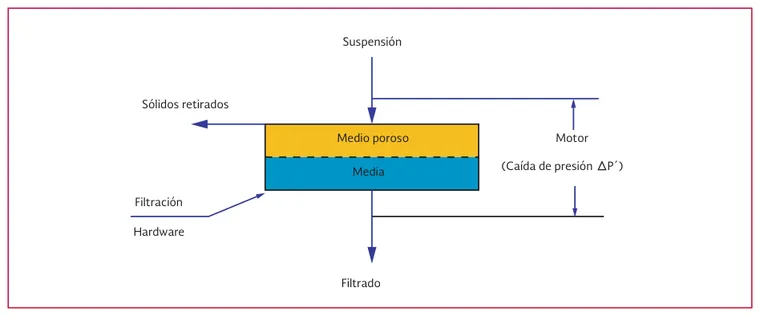 Suspensión
Sólidos retirados
Medio poroso
Motor
Media
(Caída de presión ΔP´)
Filtración
Hardware
Filtrado